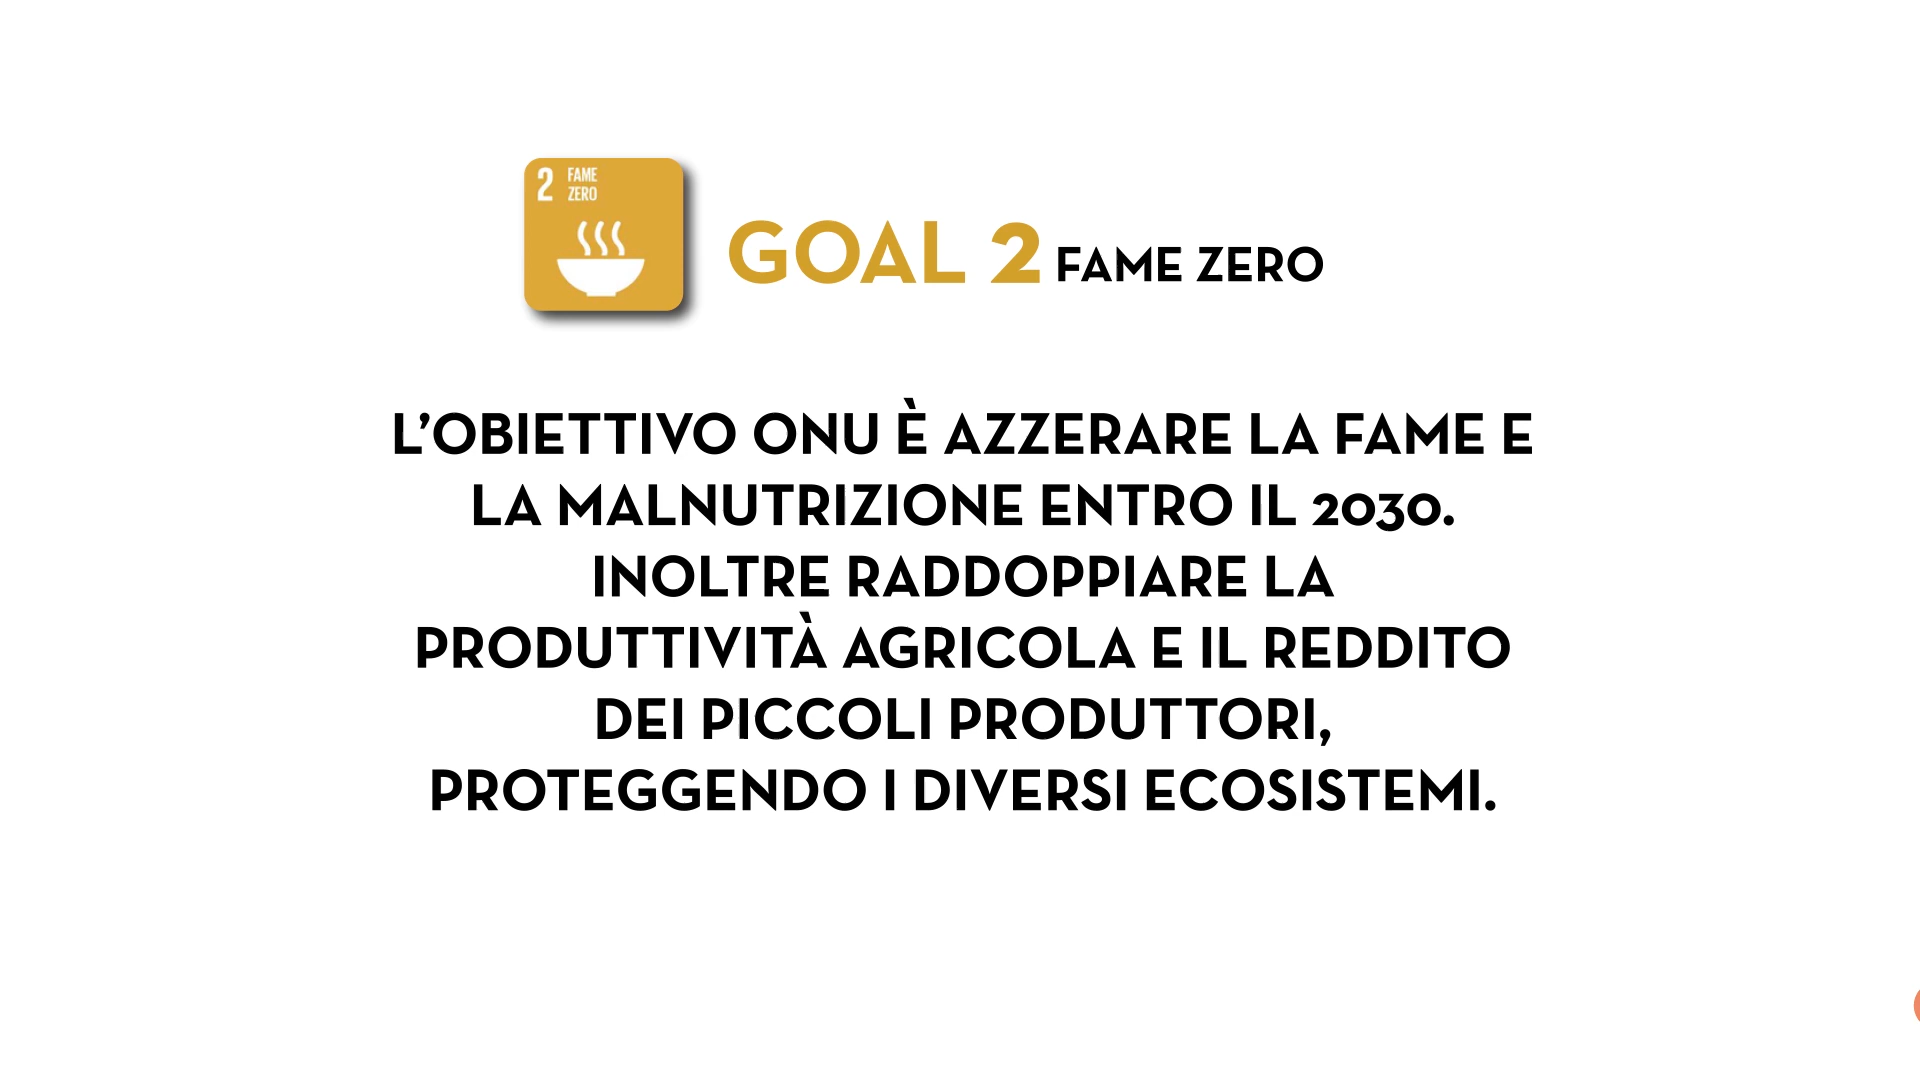 2 FAME
ZERO
GOAL 2 FAME ZERO
L’OBIETTIVO ONU È AZZERARE LA FAME E
LA MALNUTRIZIONE ENTRO IL 2030.
INOLTRE RADDOPPIARE LA
PRODUTTIVITÀ AGRICOLA E IL REDDITO
DEI PICCOLI PRODUTTORI,
PROTEGGENDO I DIVERSI ECOSISTEMI.